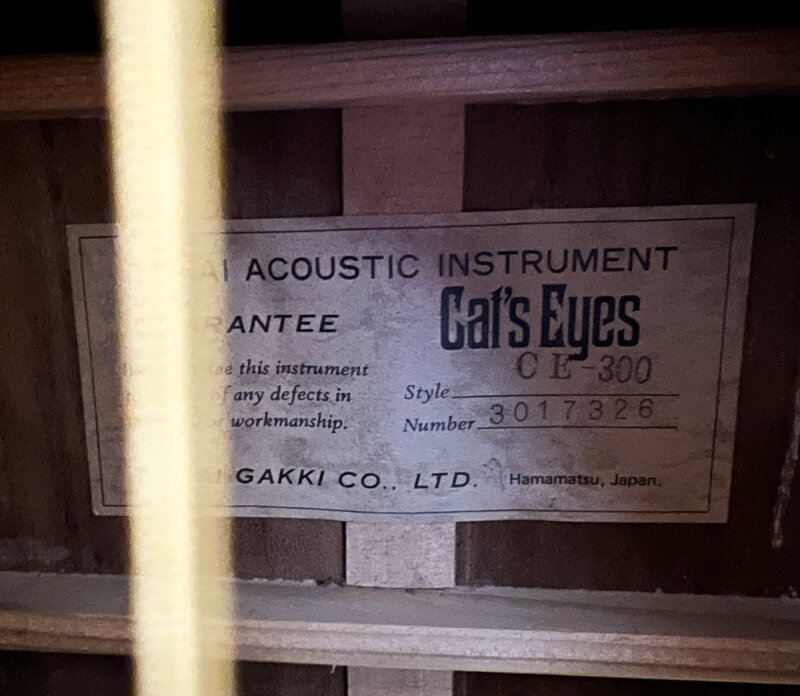 ACOUSTIC INSTRUMENT
Cat's Eyes
this instrument
any defects in
workmanship.
CE-300
Style
Number 3017326
GAKKI CO., LTD. Hamamatsu, Japan.